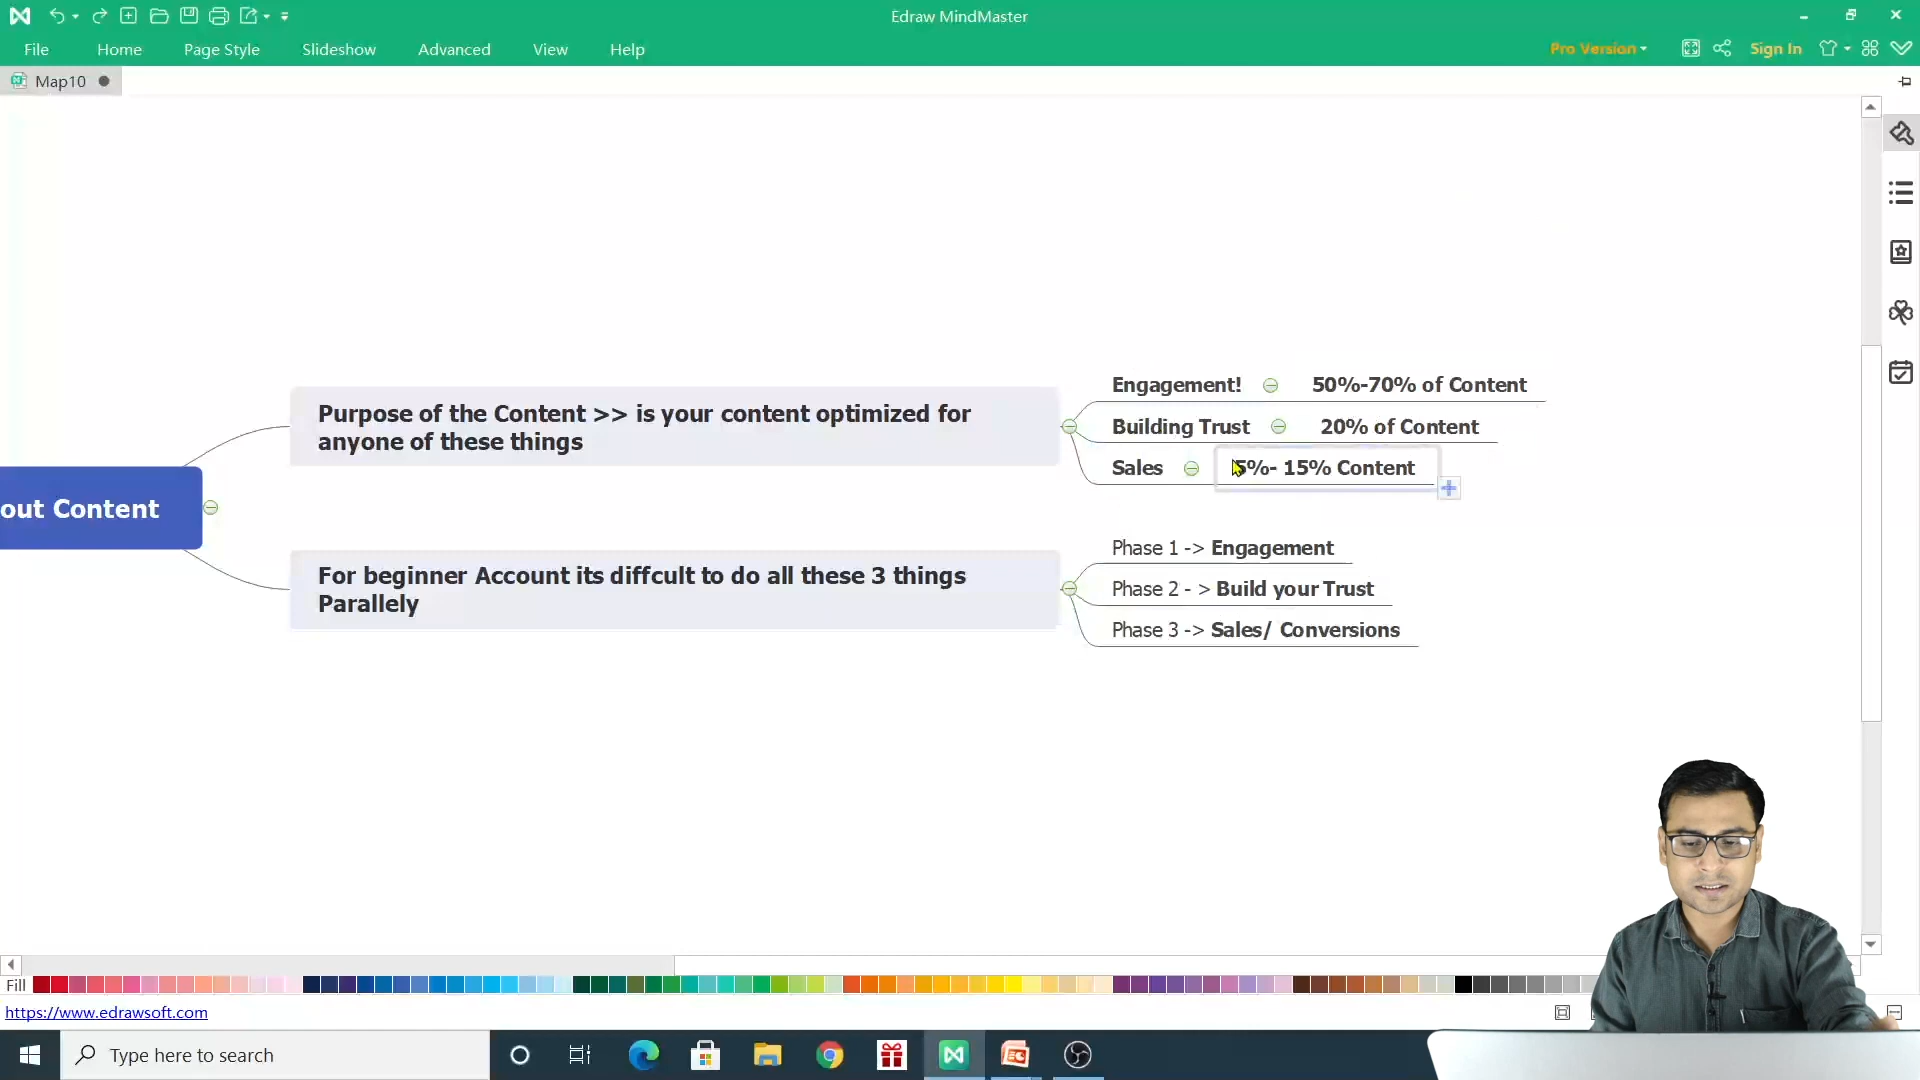 Edraw MindMaster
File Home Page Style Slideshow Advanced View Help Pro Version Sign In
Map10
Engagement! 50%-70% of Content
Purpose of the Content >> is your content optimized for
anyone of these things
Building Trust 20% of Content
Sales 5%- 15% Content
out Content
Phase 1 -> Engagement
For beginner Account its diffcult to do all these 3 things
Parallely
Phase 2 - > Build your Trust
Phase 3 -> Sales/ Conversions
Fill
https://www.edrawsoft.com
Type here to search